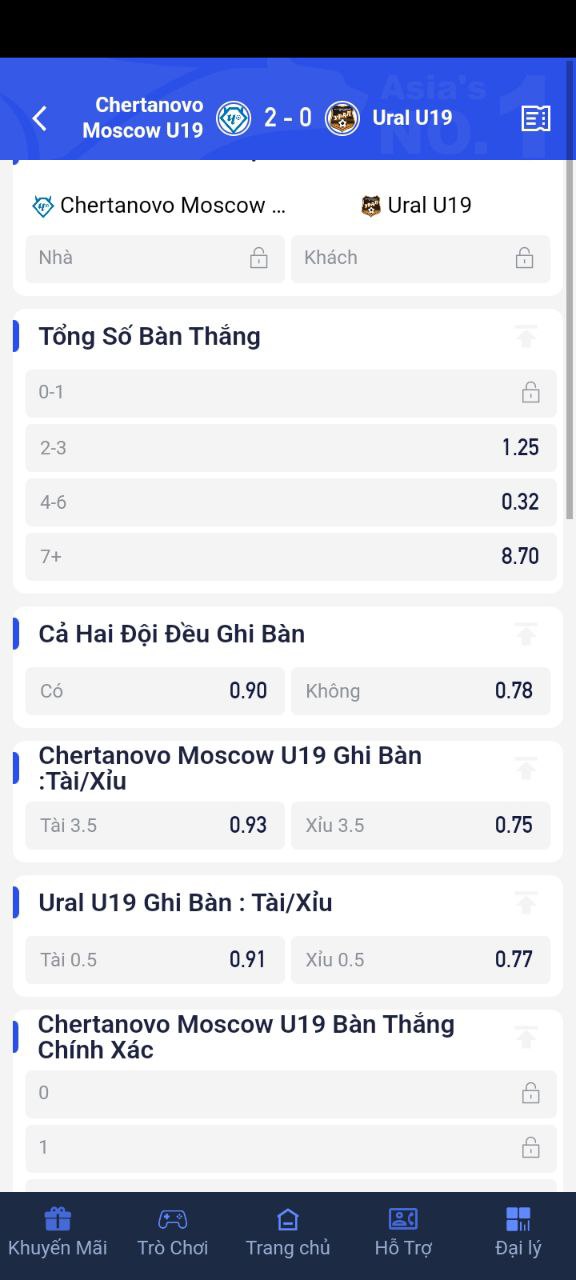 Asia's
NO.1
Chertanovo
Moscow U19
2 - 0
Ural U19
Chertanovo Moscow ...
Ural U19
Nhà
Khách
Tổng Số Bàn Thắng
0-1
2-3
1.25
4-6
0.32
7+
8.70
Cả Hai Đội Đều Ghi Bàn
Có
0.90
Không
0.78
Chertanovo Moscow U19 Ghi Bàn
:Tài/Xỉu
Tài 3.5
0.93
Xỉu 3.5
0.75
Ural U19 Ghi Bàn : Tài/Xỉu
Tài 0.5
0.91
Xỉu 0.5
0.77
Chertanovo Moscow U19 Bàn Thắng
Chính Xác
0
1
Khuyến Mãi
Trò Chơi
Trang chủ
Hỗ Trợ
Đại lý